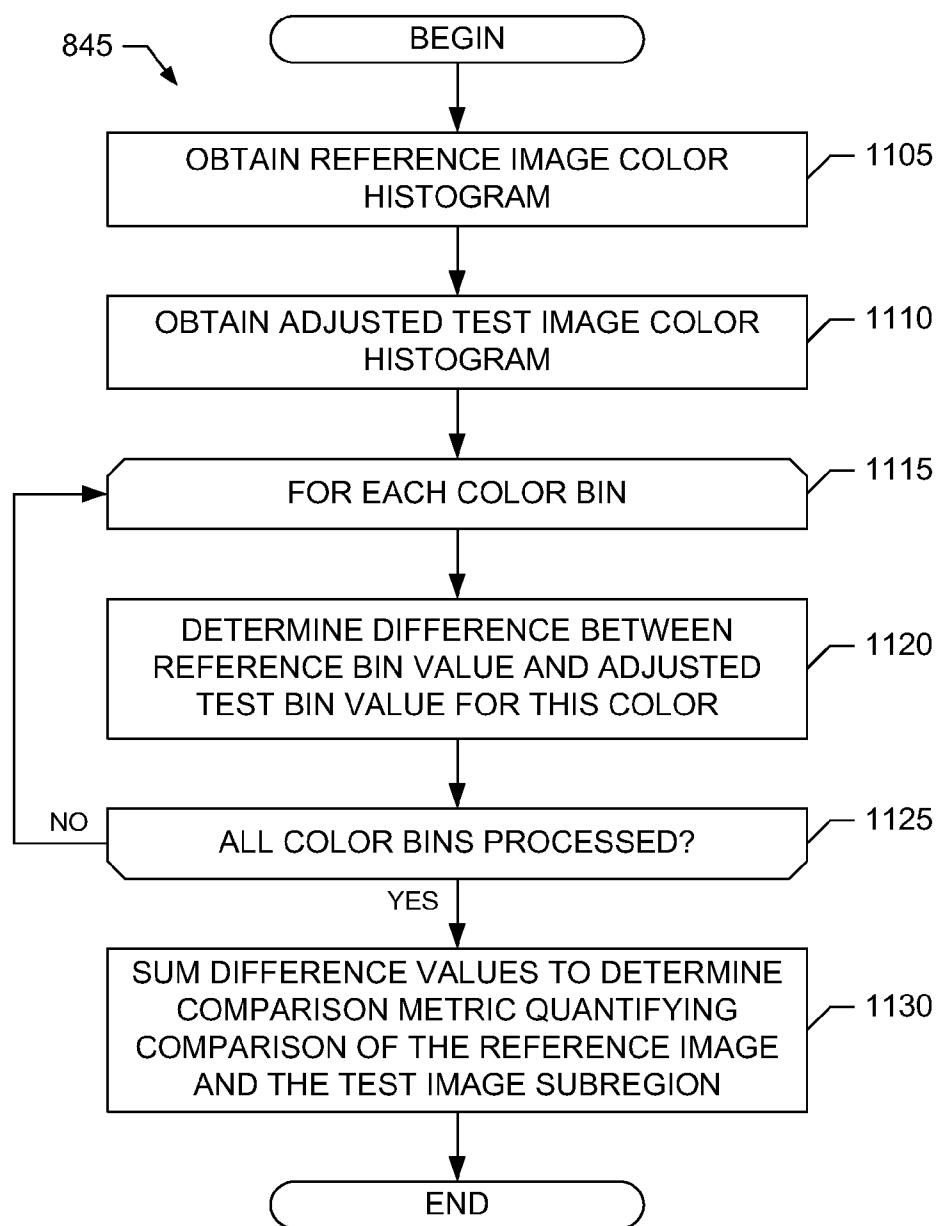 845
BEGIN
OBTAIN REFERENCE IMAGE COLOR
HISTOGRAM
1105
OBTAIN ADJUSTED TEST IMAGE COLOR
HISTOGRAM
1110
FOR EACH COLOR BIN
1115
DETERMINE DIFFERENCE BETWEEN
REFERENCE BIN VALUE AND ADJUSTED
TEST BIN VALUE FOR THIS COLOR
1120
NO
ALL COLOR BINS PROCESSED?
1125
YES
SUM DIFFERENCE VALUES TO DETERMINE
COMPARISON METRIC QUANTIFYING
COMPARISON OF THE REFERENCE IMAGE
AND THE TEST IMAGE SUBREGION
1130
END